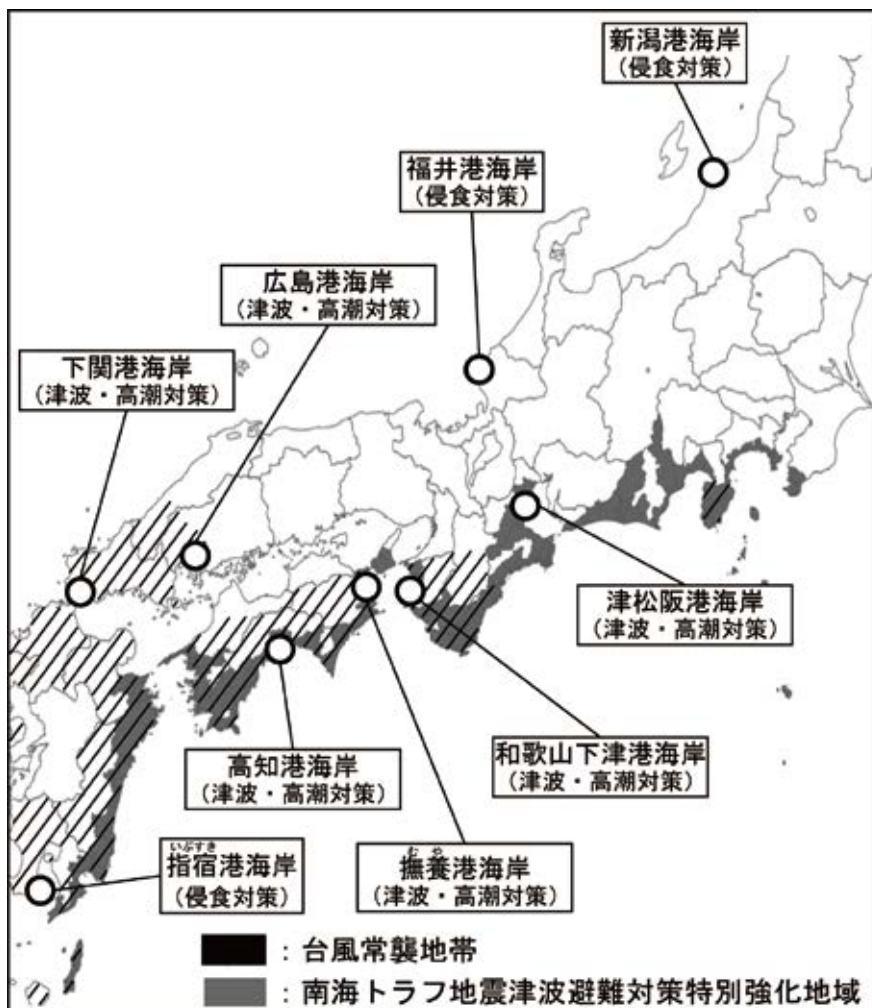 新潟港海岸
(侵食対策)
福井港海岸
(侵食対策)
広島港海岸
(津波・高潮対策)
下関港海岸
(津波・高潮対策)
津松阪港海岸
(津波・高潮対策)
和歌山下津港海岸
(津波・高潮対策)
高知港海岸
(津波・高潮対策)
いぶすき
指宿港海岸
(侵食対策)
むや
撫養港海岸
(津波・高潮対策)
：台風常襲地帯
：南海トラフ地震津波避難対策特別強化地域